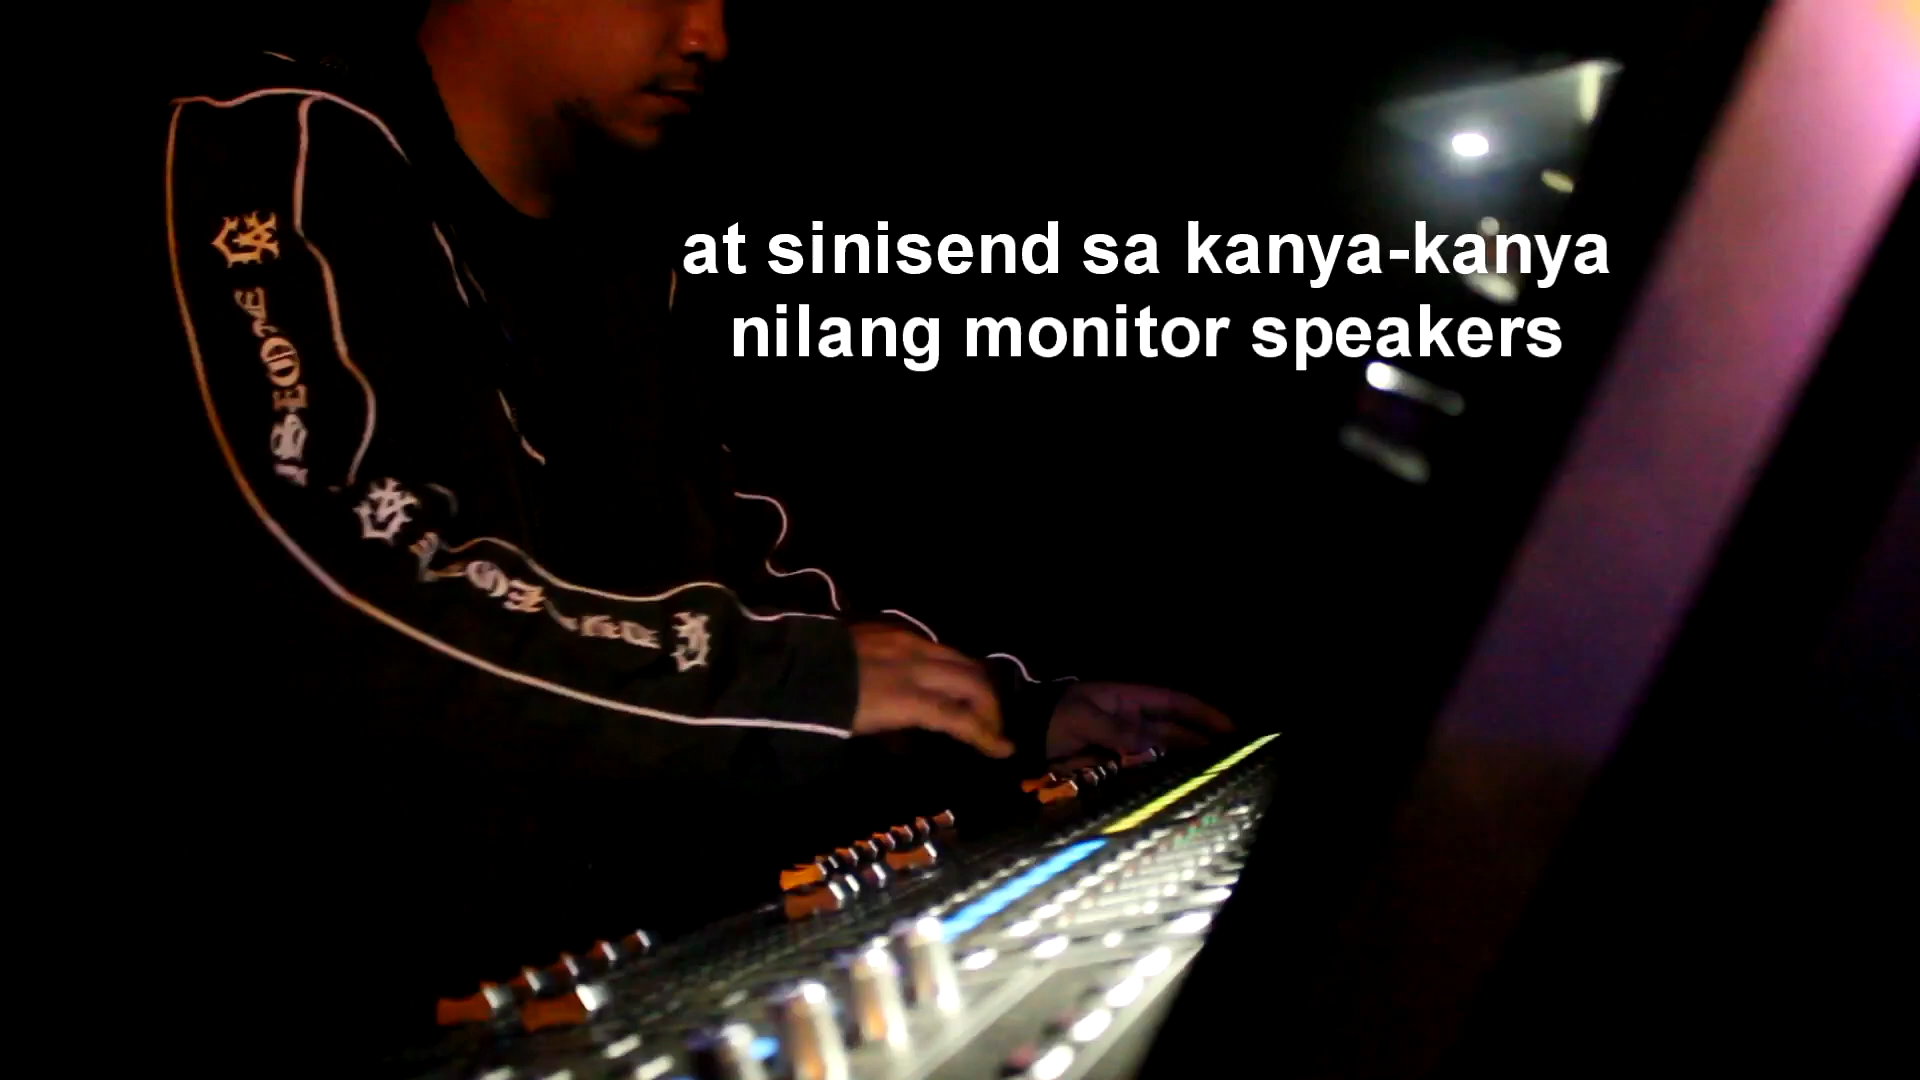 at sinisend sa kanya-kanya
nilang monitor speakers